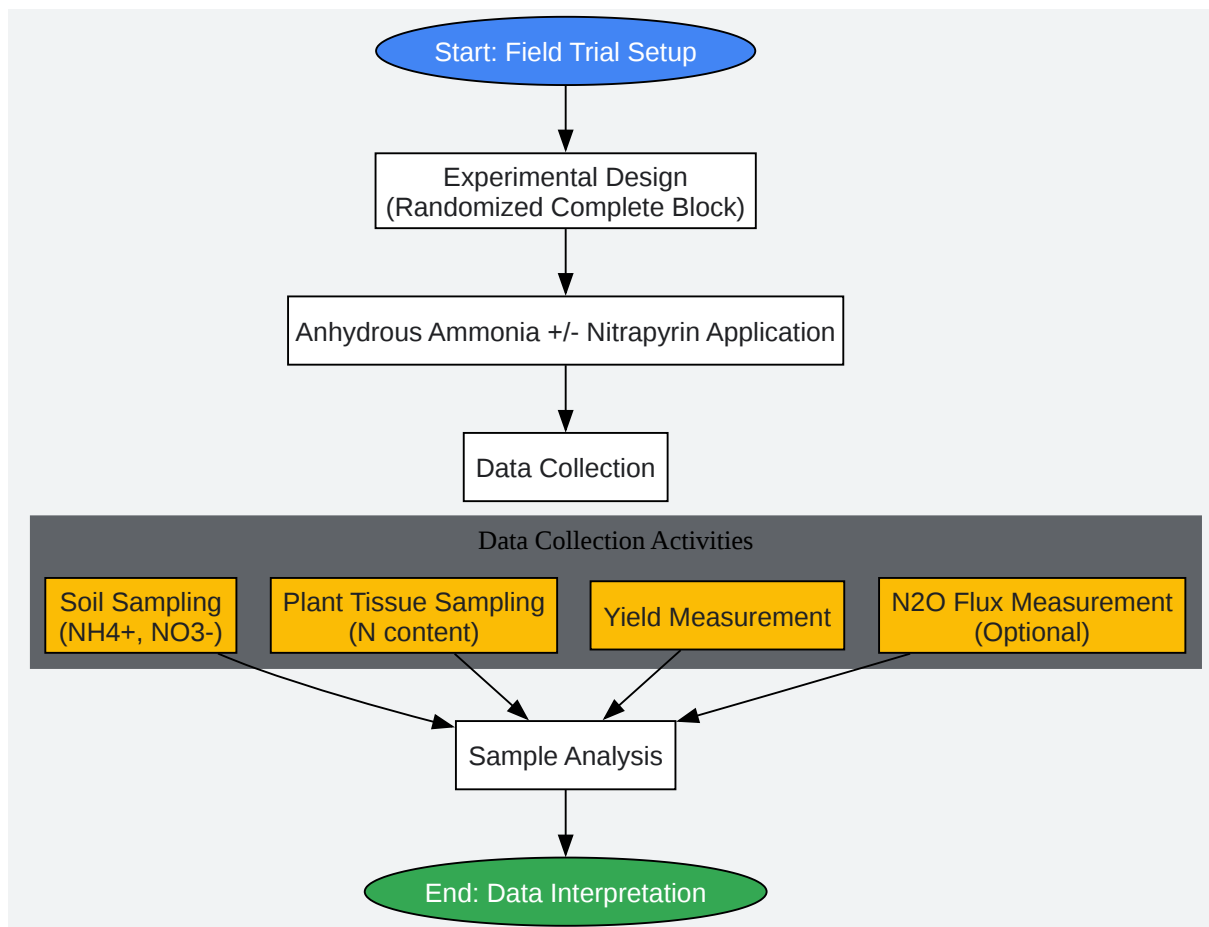 Start: Field Trial Setup
Experimental Design
(Randomized Complete Block)
Anhydrous Ammonia +/- Nitrapyrin Application
Data Collection
Data Collection Activities
Soil Sampling
(NH4+, NO3-)
Plant Tissue Sampling
(N content)
Yield Measurement
N2O Flux Measurement
(Optional)
Sample Analysis
End: Data Interpretation